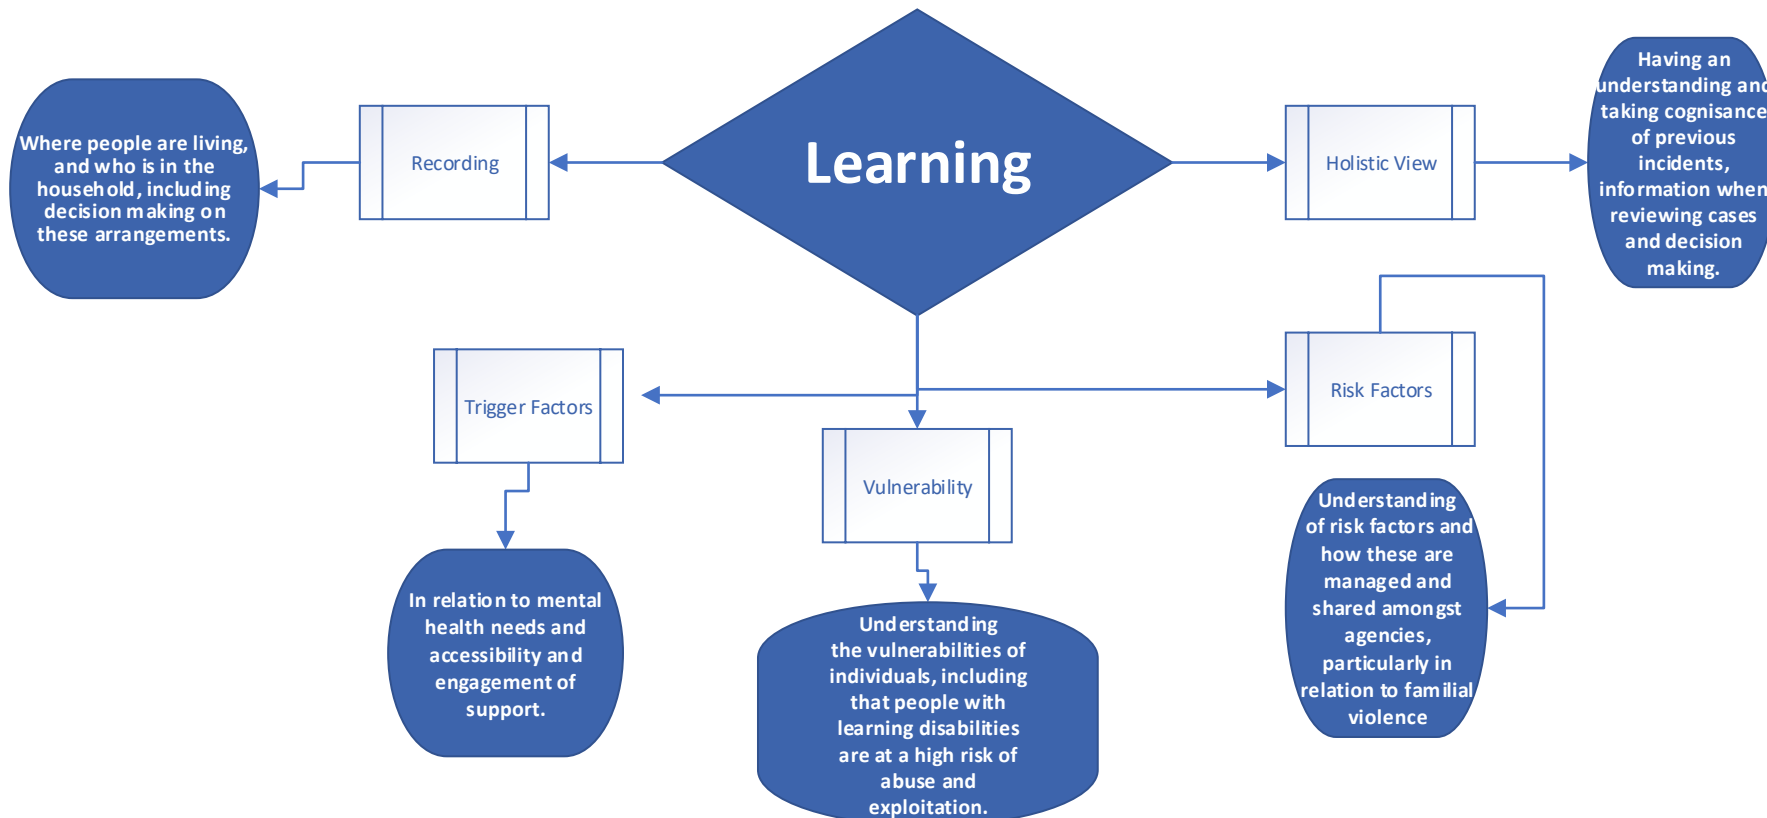 Learning
Recording
Where people are living,
and who is in the
household, including
decision making on
these arrangements.
Holistic View
Having an
understanding and
taking cognisance
of previous
incidents,
information when
reviewing cases
and decision
making.
Trigger Factors
In relation to mental
health needs and
accessibility and
engagement of
support.
Vulnerability
Understanding
the vulnerabilities of
individuals, including
that people with
learning disabilities
are at a high risk of
abuse and
exploitation.
Risk Factors
Understanding
of risk factors and
how these are
managed and
shared amongst
agencies,
particularly in
relation to familial
violence